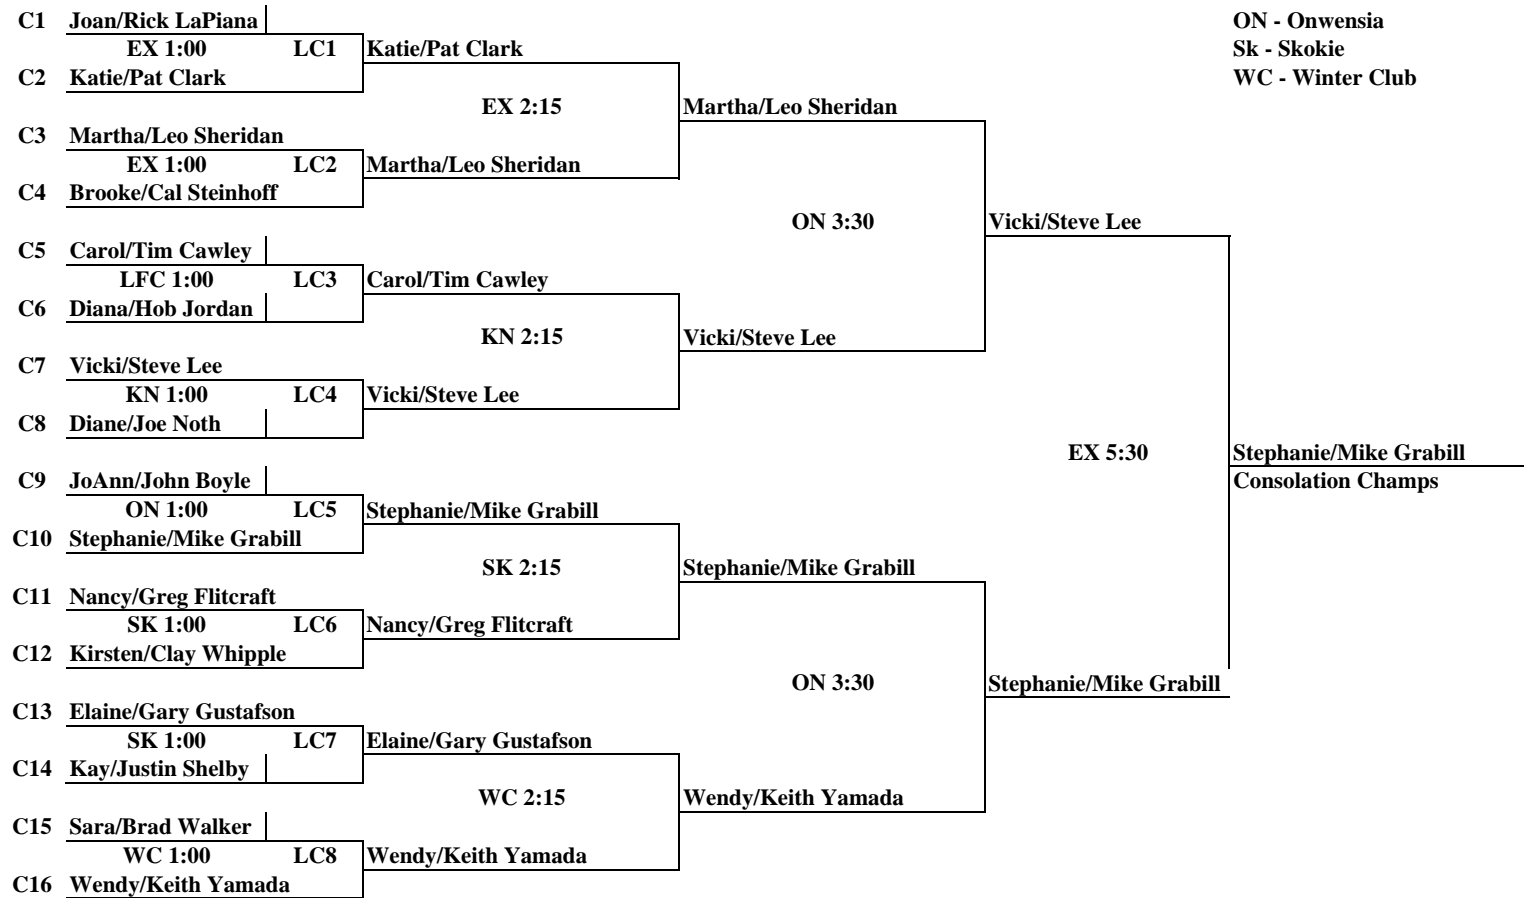 C1 Joan/Rick LaPiana ON - Onwensia
EX 1:00 LC1 Katie/Pat Clark Sk - Skokie
C2 Katie/Pat Clark WC - Winter Club
EX 2:15 Martha/Leo Sheridan
C3 Martha/Leo Sheridan
EX 1:00 LC2 Martha/Leo Sheridan
C4 Brooke/Cal Steinhoff
ON 3:30 Vicki/Steve Lee
C5 Carol/Tim Cawley
LFC 1:00 LC3 Carol/Tim Cawley
C6 Diana/Hob Jordan
KN 2:15 Vicki/Steve Lee
C7 Vicki/Steve Lee
KN 1:00 LC4 Vicki/Steve Lee
C8 Diane/Joe Noth
EX 5:30 Stephanie/Mike Grabill
C9 JoAnn/John Boyle Consolation Champs
ON 1:00 LC5 Stephanie/Mike Grabill
C10 Stephanie/Mike Grabill
SK 2:15 Stephanie/Mike Grabill
C11 Nancy/Greg Flitcraft
SK 1:00 LC6 Nancy/Greg Flitcraft
C12 Kirsten/Clay Whipple
ON 3:30 Stephanie/Mike Grabill
C13 Elaine/Gary Gustafson
SK 1:00 LC7 Elaine/Gary Gustafson
C14 Kay/Justin Shelby
WC 2:15 Wendy/Keith Yamada
C15 Sara/Brad Walker
WC 1:00 LC8 Wendy/Keith Yamada
C16 Wendy/Keith Yamada